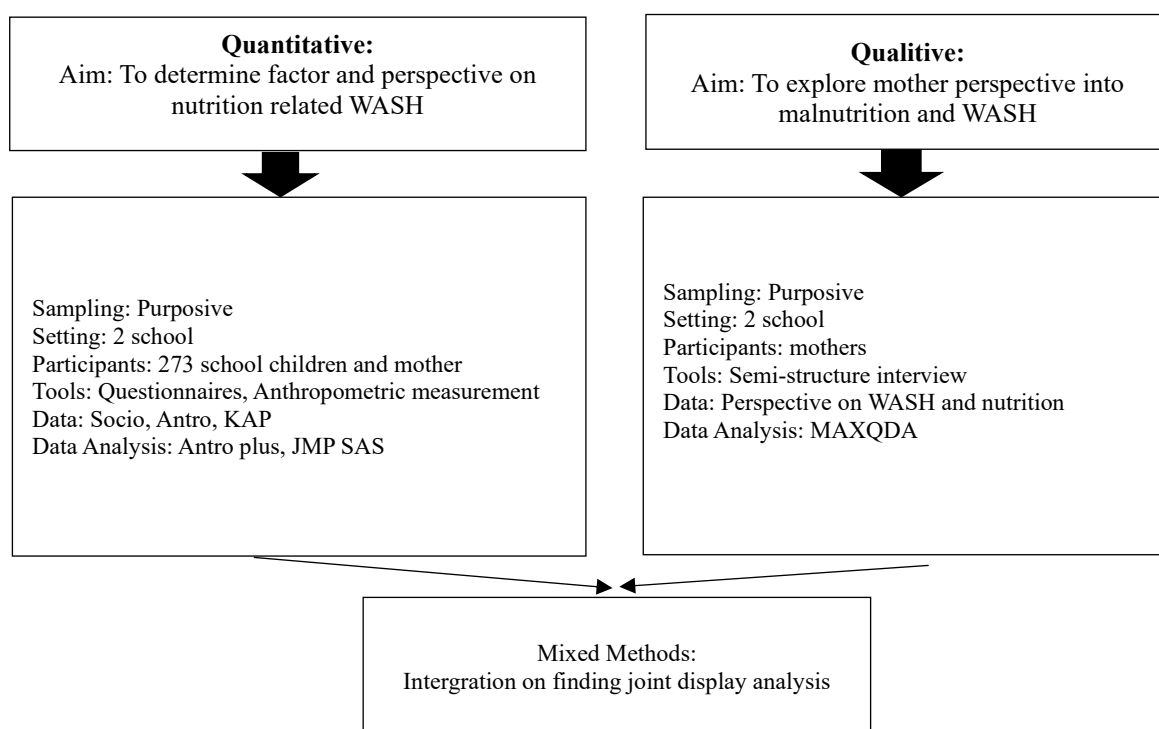 Quantitative:
Aim: To determine factor and perspective on
nutrition related WASH
Qualitive:
Aim: To explore mother perspective into
malnutrition and WASH
Sampling: Purposive
Setting: 2 school
Participants: 273 school children and mother
Tools: Questionnaires, Anthropometric measurement
Data: Socio, Antro, KAP
Data Analysis: Antro plus, JMP SAS
Sampling: Purposive
Setting: 2 school
Participants: mothers
Tools: Semi-structure interview
Data: Perspective on WASH and nutrition
Data Analysis: MAXQDA
Mixed Methods:
Intergration on finding joint display analysis